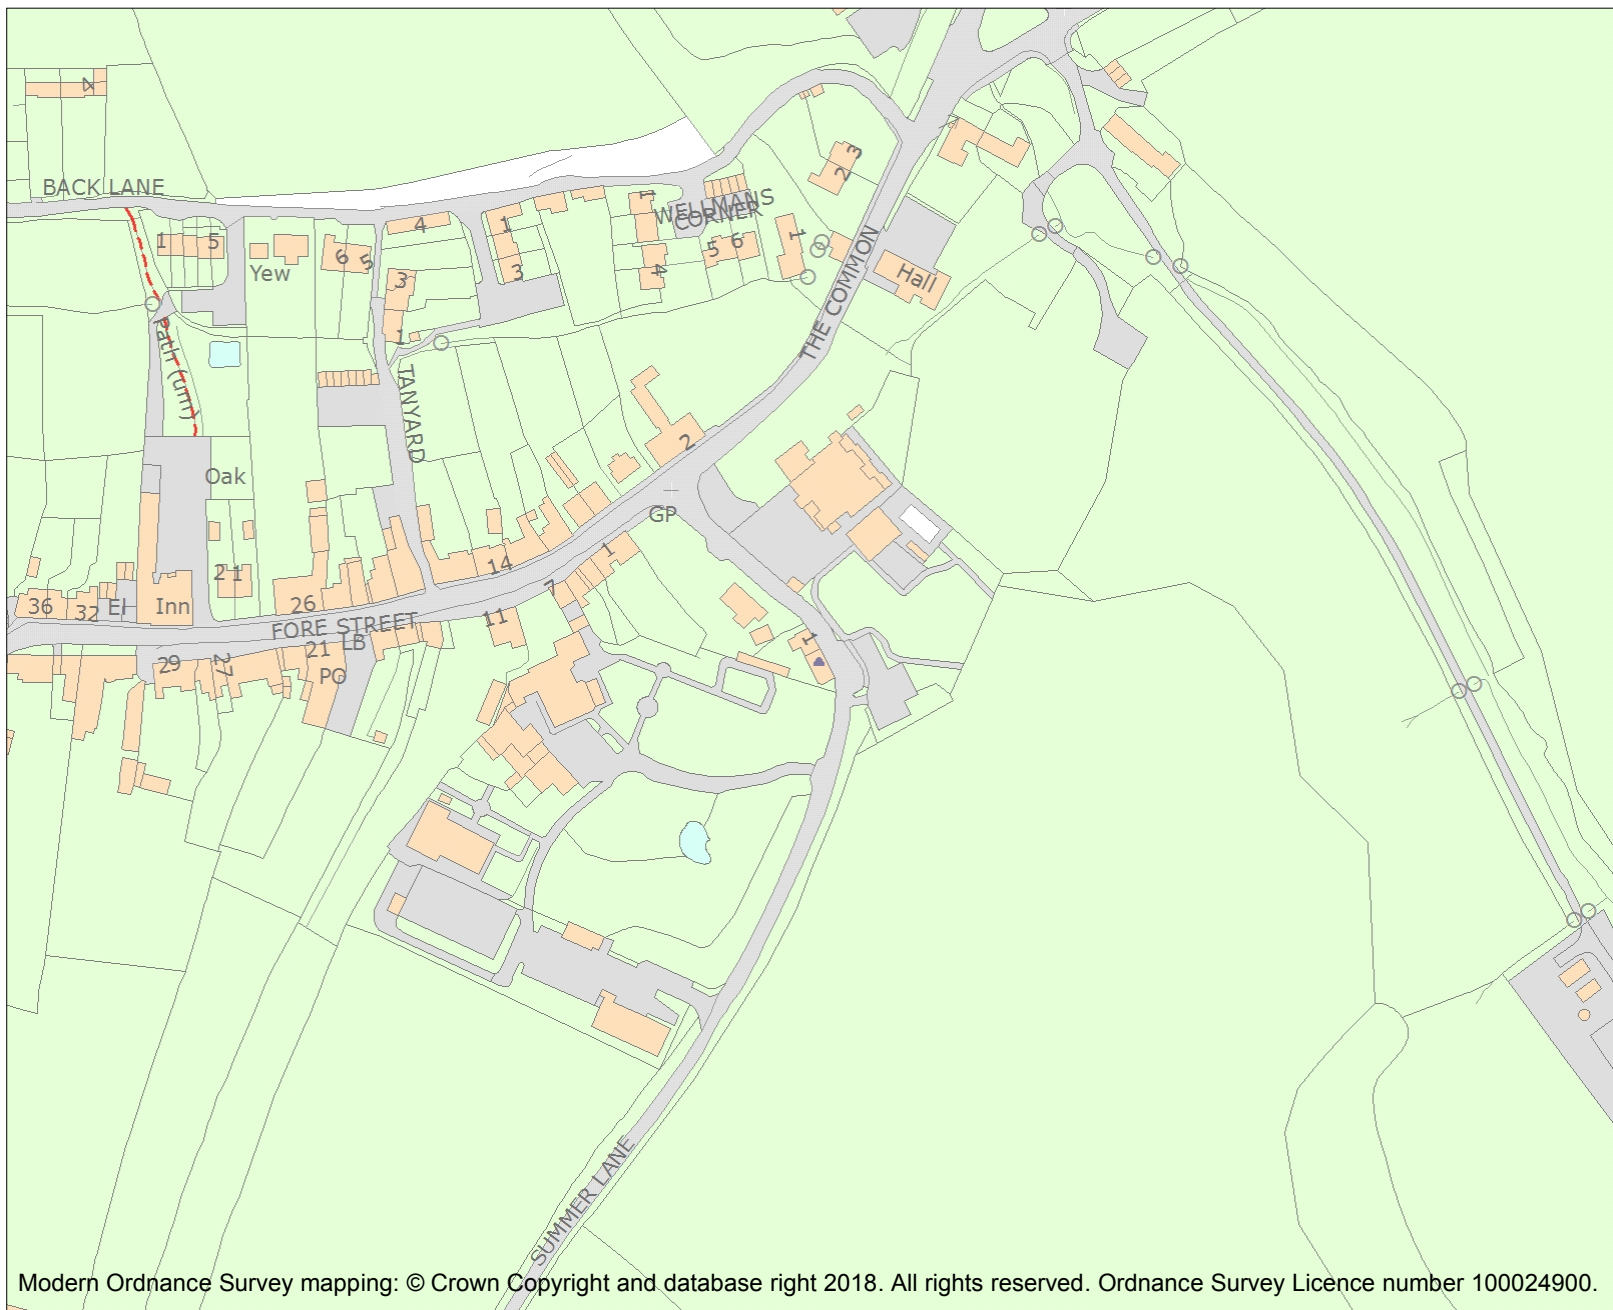 4
BACK LANE
1
5
Yew
6
5
4
1
3
3
1
1
4
WELLMANS
CORNER
5
6
1
2
3
Hall
THE COMMON
Path (um)
TANYARD
Oak
2
GP
2 1
14
1
7
11
36
32
El
Inn
26
FORE STREET
21
LB
PO
29
27
1
SUMMER LANE
Modern Ordnance Survey mapping: © Crown Copyright and database right 2018. All rights reserved. Ordnance Survey Licence number 100024900.